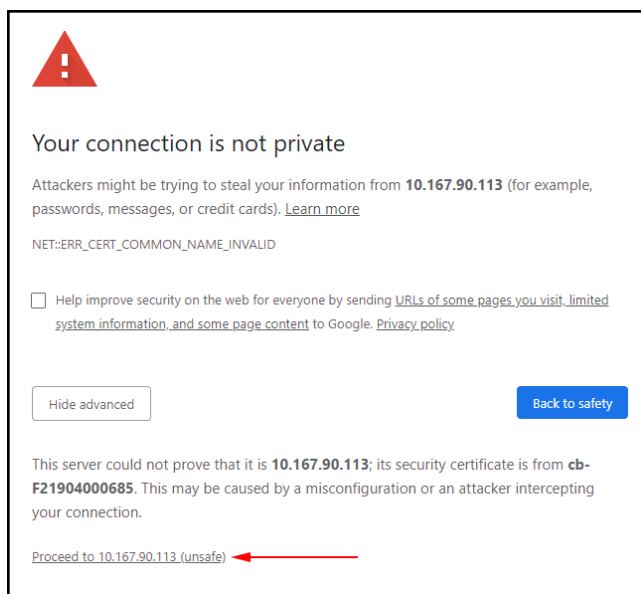 Your connection is not private
Attackers might be trying to steal your information from 10.167.90.113 (for example,
passwords, messages, or credit cards). Learn more
NET::ERR_CERT_COMMON_NAME_INVALID
Help improve security on the web for everyone by sending URLs of some pages you visit, limited
system information, and some page content to Google. Privacy policy
Hide advanced
Back to safety
This server could not prove that it is 10.167.90.113; its security certificate is from cb-
F21904000685. This may be caused by a misconfiguration or an attacker intercepting
your connection.
Proceed to 10.167.90.113 (unsafe)